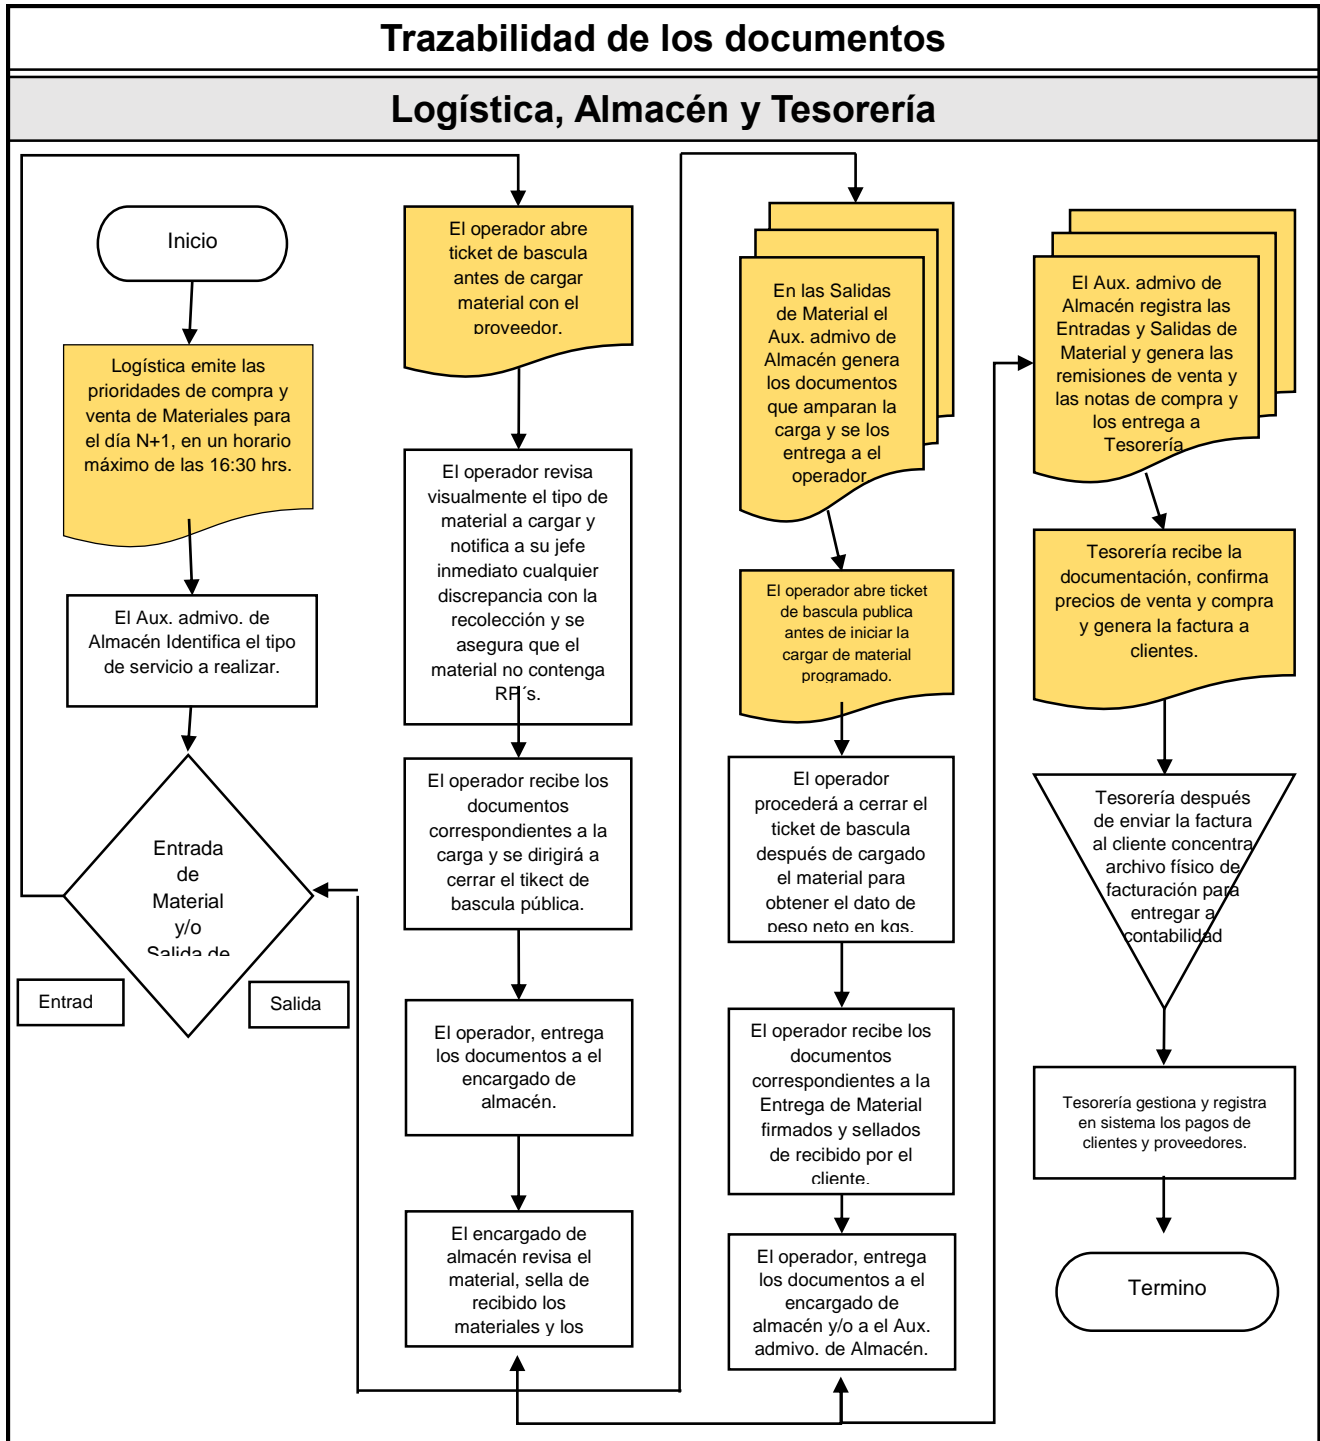 Trazabilidad de los documentos
Logística, Almacén y Tesorería
Inicio
Logística emite las
prioridades de compra y
venta de Materiales para
el día N+1, en un horario
máximo de las 16:30 hrs.
El Aux. admivo. de
Almacén Identifica el tipo
de servicio a realizar.
Entrada
de
Material
y/o
Salida de
Entrad
Salida
El operador abre
ticket de bascula
antes de cargar
material con el
proveedor.
El operador revisa
visualmente el tipo de
material a cargar y
notifica a su jefe
inmediato cualquier
discrepancia con la
recolección y se
asegura que el
material no contenga
RP´s.
El operador recibe los
documentos
correspondientes a la
carga y se dirigirá a
cerrar el tikect de
bascula pública.
El operador, entrega
los documentos a el
encargado de
almacén.
El encargado de
almacén revisa el
material, sella de
recibido los
materiales y los
En las Salidas
de Material el
Aux. admivo de
Almacén genera
los documentos
que amparan la
carga y se los
entrega a el
operador.
El operador abre ticket
de bascula publica
antes de iniciar la
cargar de material
programado.
El operador
procederá a cerrar el
ticket de bascula
después de cargado
el material para
obtener el dato de
peso neto en kgs.
El operador recibe los
documentos
correspondientes a la
Entrega de Material
firmados y sellados
de recibido por el
cliente.
El operador, entrega
los documentos a el
encargado de
almacén y/o a el Aux.
admivo. de Almacén.
El Aux. admivo de
Almacén registra las
Entradas y Salidas de
Material y genera las
remisiones de venta y
las notas de compra y
los entrega a
Tesorería
Tesorería recibe la
documentación, confirma
precios de venta y compra
y genera la factura a
clientes.
Tesorería después
de enviar la factura
al cliente concentra
archivo físico de
facturación para
entregar a
contabilidad
Tesorería gestiona y registra
en sistema los pagos de
clientes y proveedores.
Termino